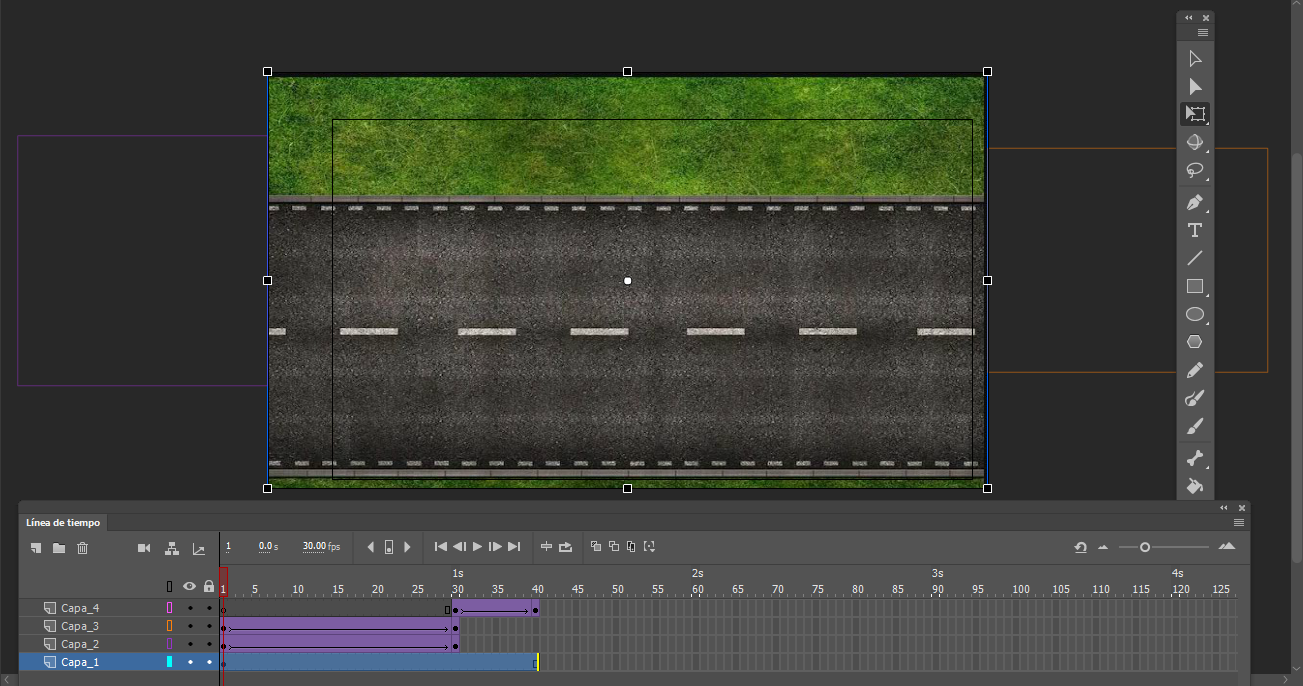 T
Línea de tiempo
1 0.0 s 30.00 fps
1s 2s 3s 4s
1 5 10 15 20 25 30 35 40 45 50 55 60 65 70 75 80 85 90 95 100 105 110 115 120 125
Capa_4
Capa_3
Capa_2
Capa_1